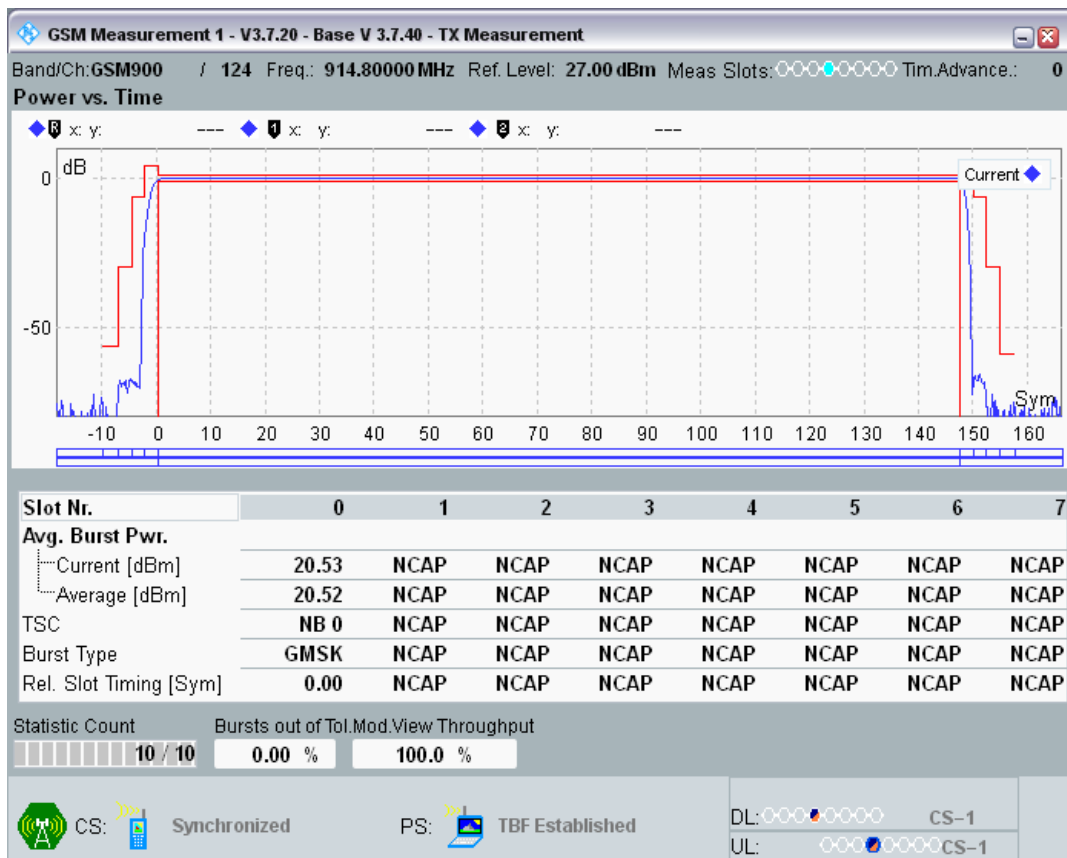 GSM Measurement 1 - V3.7.20 - Base V 3.7.40 - TX Measurement
Band/Ch:GSM900 / 124 Freq.: 914.80000 MHz Ref. Level: 27.00 dBm Meas Slots: Tim.Advance.: 0
Power vs. Time
R x: y: --- 1 x: y: --- 2 x: y: ---
dB
Current
0
-50
Sym
-10 0 10 20 30 40 50 60 70 80 90 100 110 120 130 140 150 160
Slot Nr. 0 1 2 3 4 5 6 7
Avg. Burst Pwr.
Current [dBm] 20.53 NCAP NCAP NCAP NCAP NCAP NCAP NCAP
Average [dBm] 20.52 NCAP NCAP NCAP NCAP NCAP NCAP NCAP
TSC NB 0 NCAP NCAP NCAP NCAP NCAP NCAP NCAP
Burst Type GMSK NCAP NCAP NCAP NCAP NCAP NCAP NCAP
Rel. Slot Timing [Sym] 0.00 NCAP NCAP NCAP NCAP NCAP NCAP NCAP
Statistic Count Bursts out of Tol. Mod.View Throughput
10 / 10 0.00 % 100.0 %
CS: Synchronized PS: TBF Established DL: CS-1
UL: CS-1